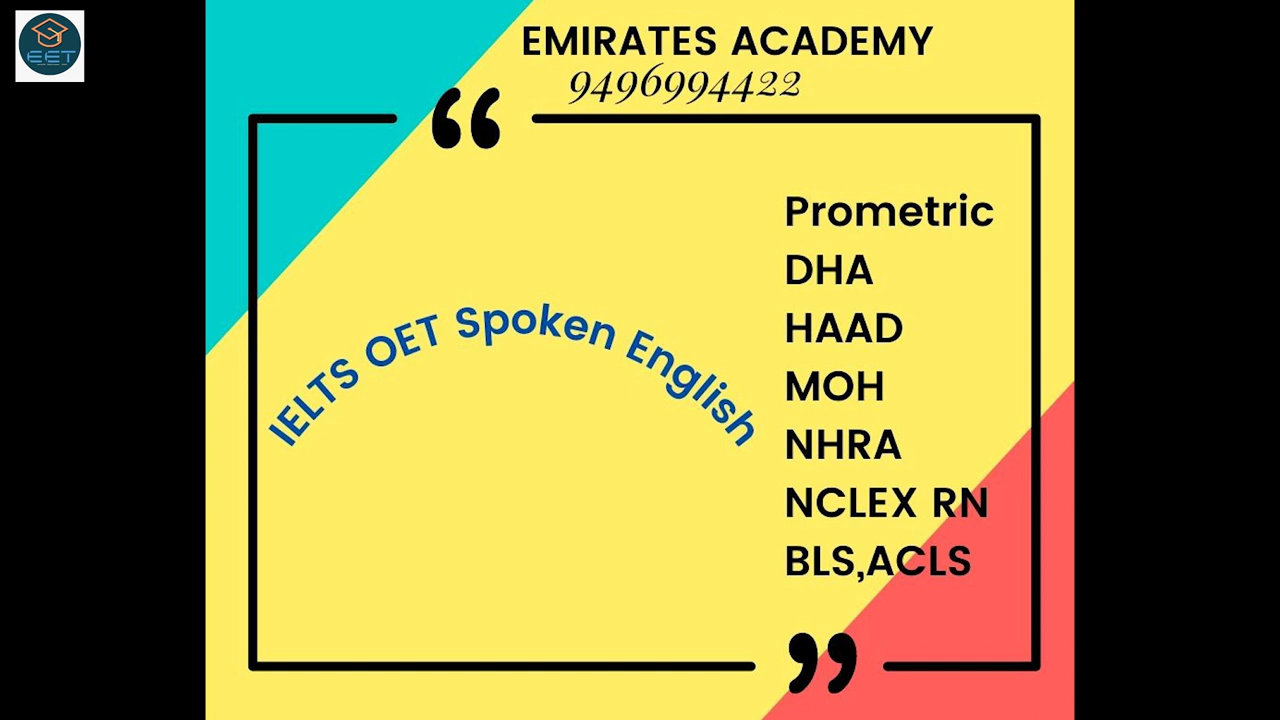 EET
EMIRATES ACADEMY
9496994422
IELTS OET Spoken English
Prometric
DHA
HAAD
MOH
NHRA
NCLEX RN
BLS,ACLS